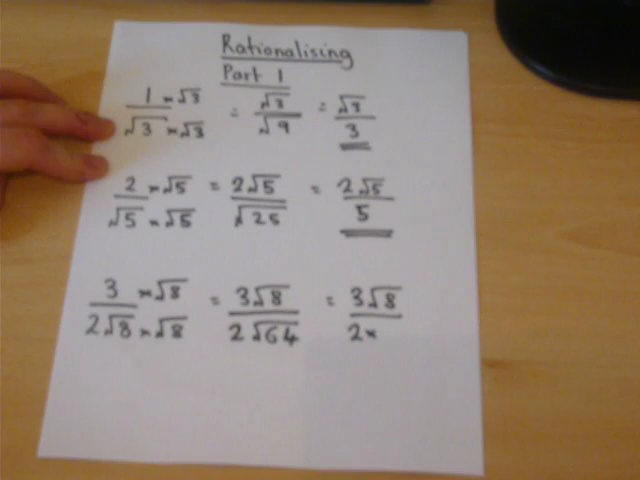 Rationalising
Part 1
1 × √3 / √3 × √3 = √3 / √9 = √3 / 3
2 × √5 / √5 × √5 = 2√5 / √25 = 2√5 / 5
3 × √8 / 2√8 × √8 = 3√8 / 2√64 = 3√8 / 2×